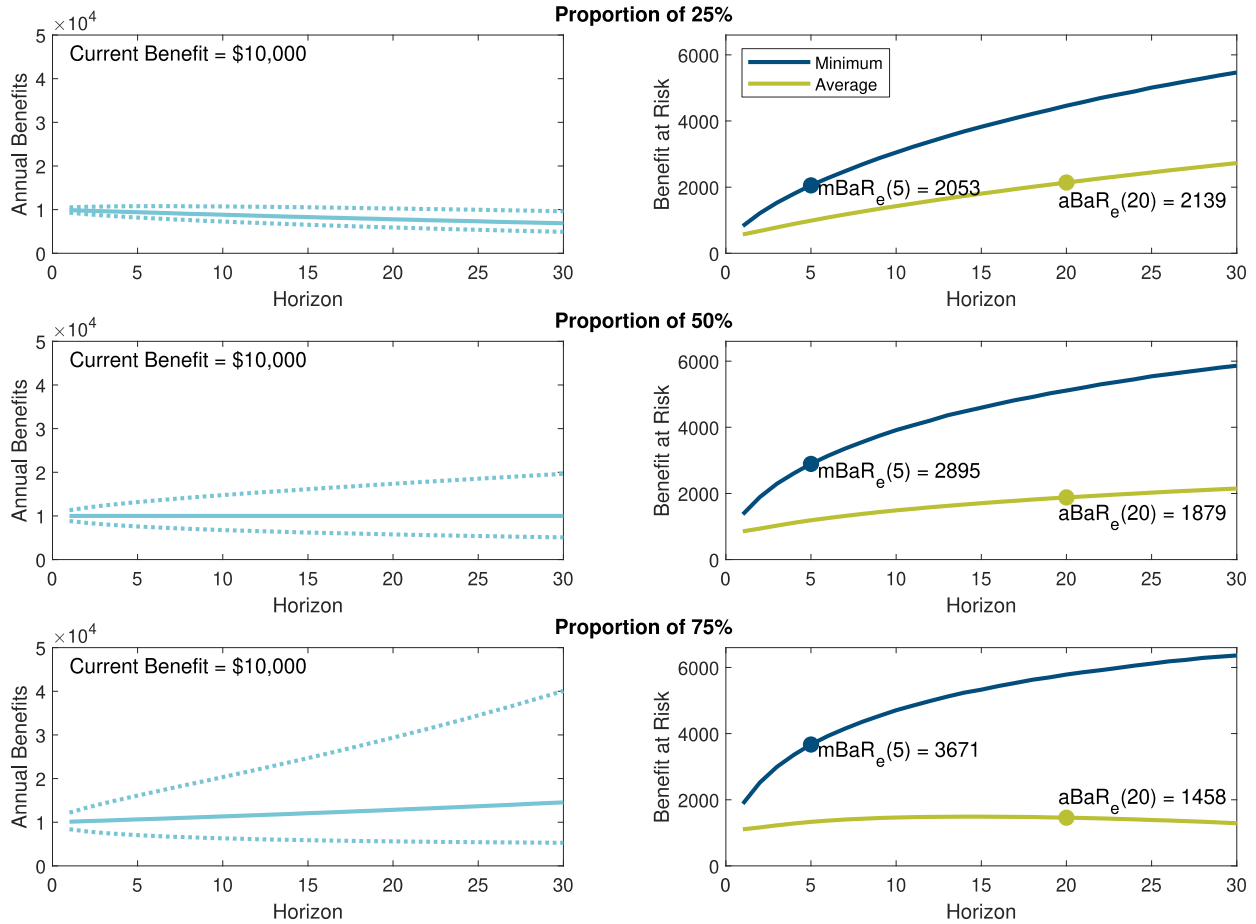 Proportion of 25%
×10^4
Current Benefit = $10,000
Annual Benefits
5
4
3
2
1
0
0 5 10 15 20 25 30
Horizon
Minimum
Average
Benefit at Risk
6000
4000
2000
0
mBaR_e(5) = 2053
aBaR_e(20) = 2139
0 5 10 15 20 25 30
Horizon
Proportion of 50%
×10^4
Current Benefit = $10,000
Annual Benefits
5
4
3
2
1
0
0 5 10 15 20 25 30
Horizon
Benefit at Risk
6000
4000
2000
0
mBaR_e(5) = 2895
aBaR_e(20) = 1879
0 5 10 15 20 25 30
Horizon
Proportion of 75%
×10^4
Current Benefit = $10,000
Annual Benefits
5
4
3
2
1
0
0 5 10 15 20 25 30
Horizon
Benefit at Risk
6000
4000
2000
0
mBaR_e(5) = 3671
aBaR_e(20) = 1458
0 5 10 15 20 25 30
Horizon